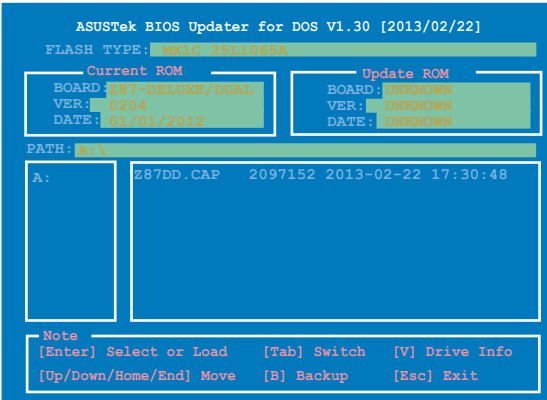 ASUSTek BIOS Updater for DOS V1.30 [2013/02/22]
FLASH TYPE: MX1C 25L1065A
Current ROM
BOARD: Z87-DELUXE/DUAL
VER: 0204
DATE: 01/01/2012
Update ROM
BOARD: UNKNOWN
VER: UNKNOWN
DATE: UNKNOWN
PATH: A:\
A:
Z87DD.CAP 2097152 2013-02-22 17:30:48
Note
[Enter] Select or Load [Tab] Switch [V] Drive Info
[Up/Down/Home/End] Move [B] Backup [Esc] Exit